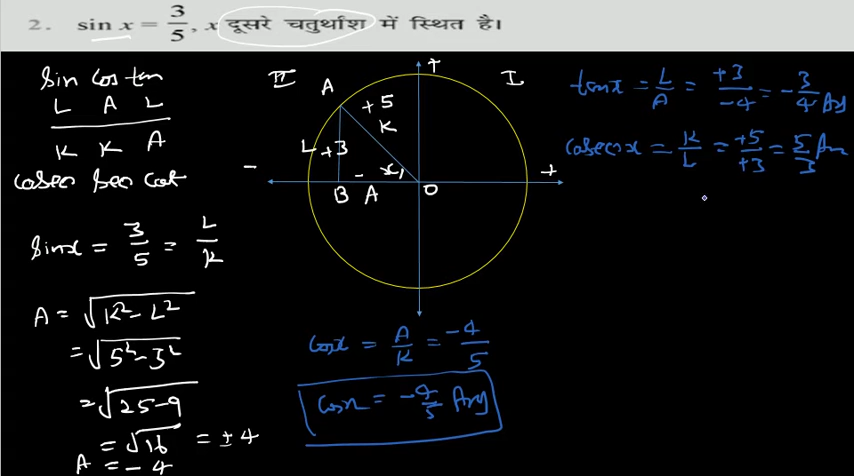 2. sin x = 3/5, x दूसरे चतुर्थांश में स्थित है।
Sin Cos tan
L A L
K K A
Cosec Sec Cot
Sinx = 3/5 = L/K
A = √K²-L²
= √5²-3²
= √25-9
= √16 = ±4
A = -4
II
I
+
A
+5
K
L +3
-
- x
+
B A O
Cosx = A/K = -4/5
Cosx = -4/5 Ans
tanx = L/A = +3/-4 = -3/4 Ans
Cosecx = K/L = +5/+3 = 5/3 Ans